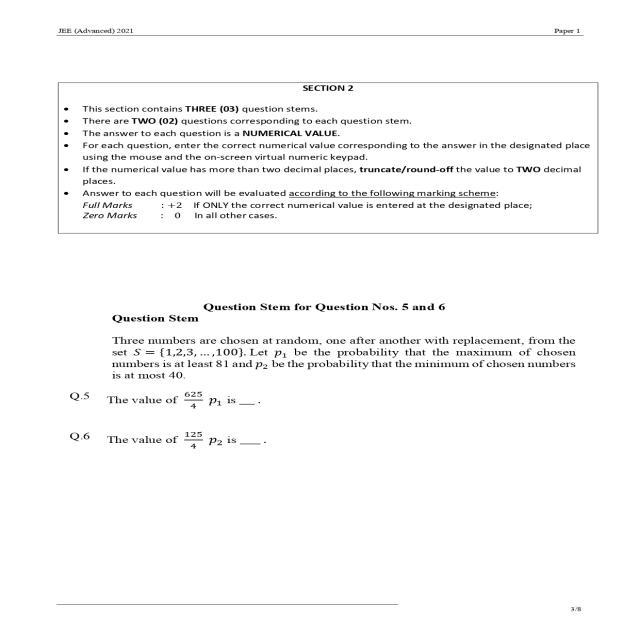 JEE (Advanced) 2021 Paper 1
SECTION 2
• This section contains THREE (03) question stems.
• There are TWO (02) questions corresponding to each question stem.
• The answer to each question is a NUMERICAL VALUE.
• For each question, enter the correct numerical value corresponding to the answer in the designated place
using the mouse and the on-screen virtual numeric keypad.
• If the numerical value has more than two decimal places, truncate/round-off the value to TWO decimal
places.
• Answer to each question will be evaluated according to the following marking scheme:
Full Marks : +2 If ONLY the correct numerical value is entered at the designated place;
Zero Marks : 0 In all other cases.
Question Stem for Question Nos. 5 and 6
Question Stem
Three numbers are chosen at random, one after another with replacement, from the
set S = {1,2,3, ... ,100}. Let p₁ be the probability that the maximum of chosen
numbers is at least 81 and p₂ be the probability that the minimum of chosen numbers
is at most 40.
Q.5 The value of 625/4 p₁ is __ .
Q.6 The value of 125/4 p₂ is ___ .
3/8